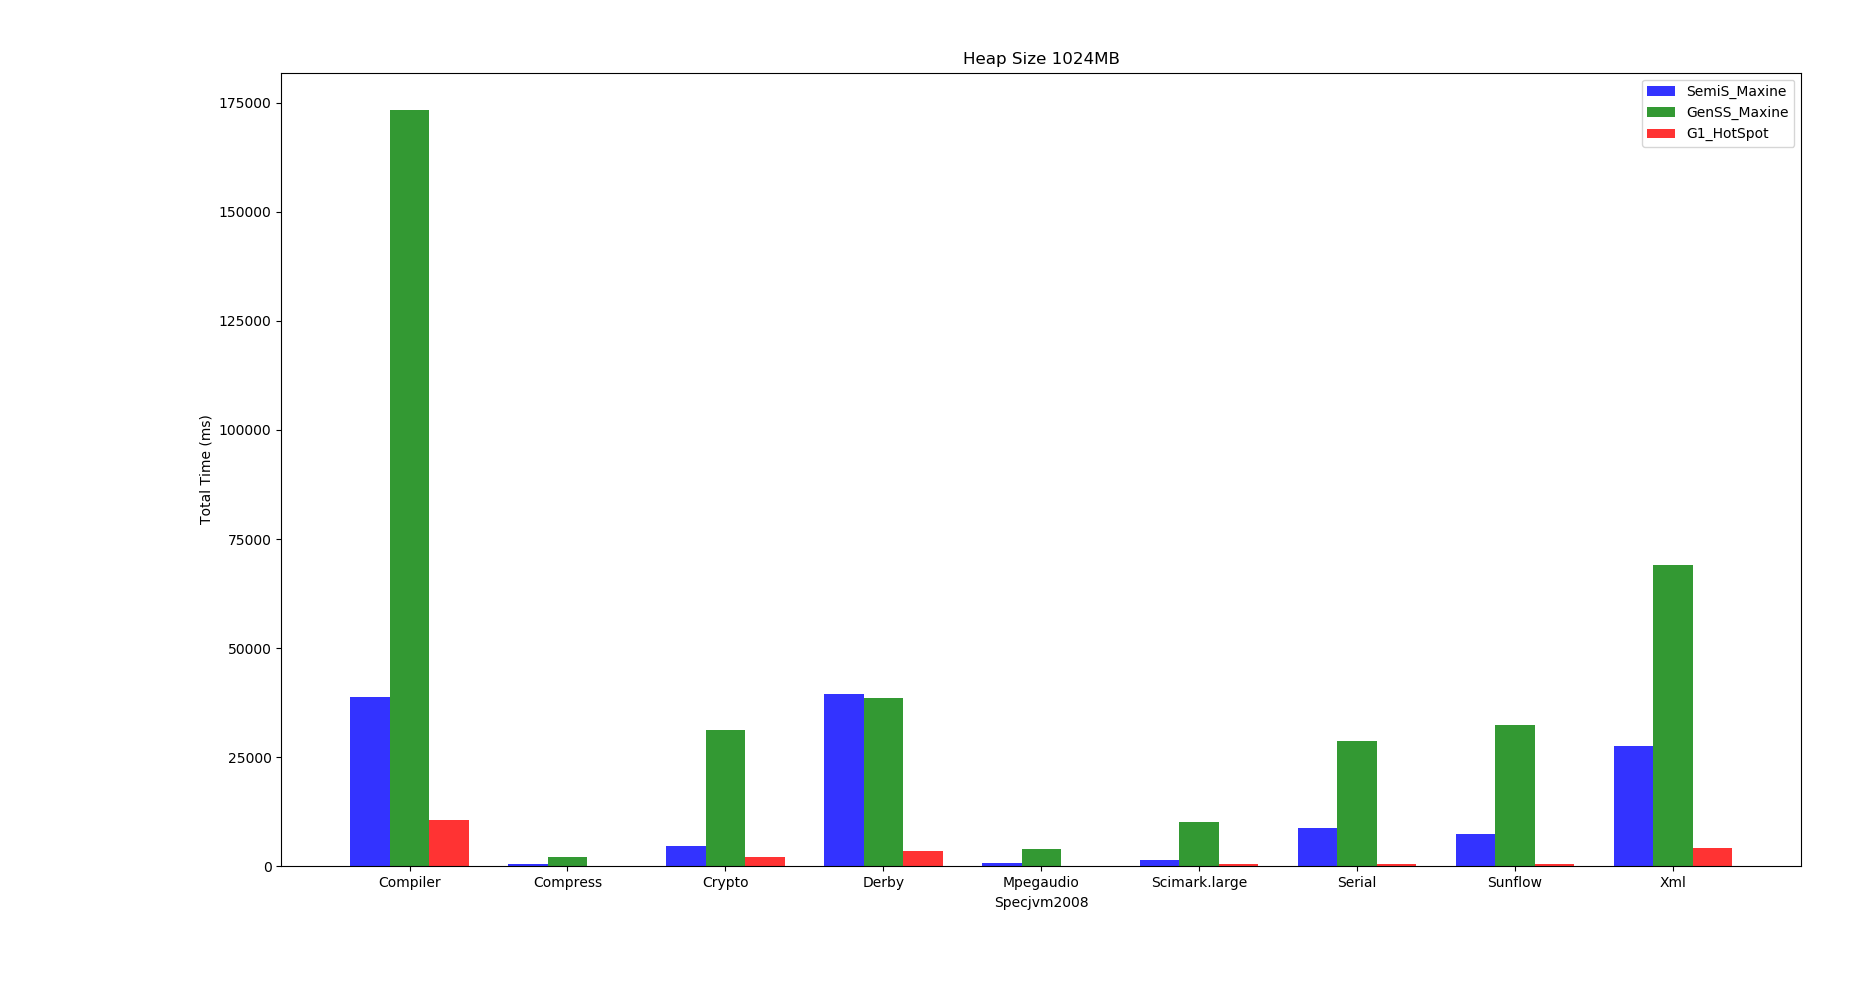 Heap Size 1024MB
SemiS_Maxine
GenSS_Maxine
G1_HotSpot
175000
150000
125000
100000
75000
50000
25000
0
Total Time (ms)
Compiler Compress Crypto Derby Mpegaudio Scimark.large Serial Sunflow Xml
Specjvm2008